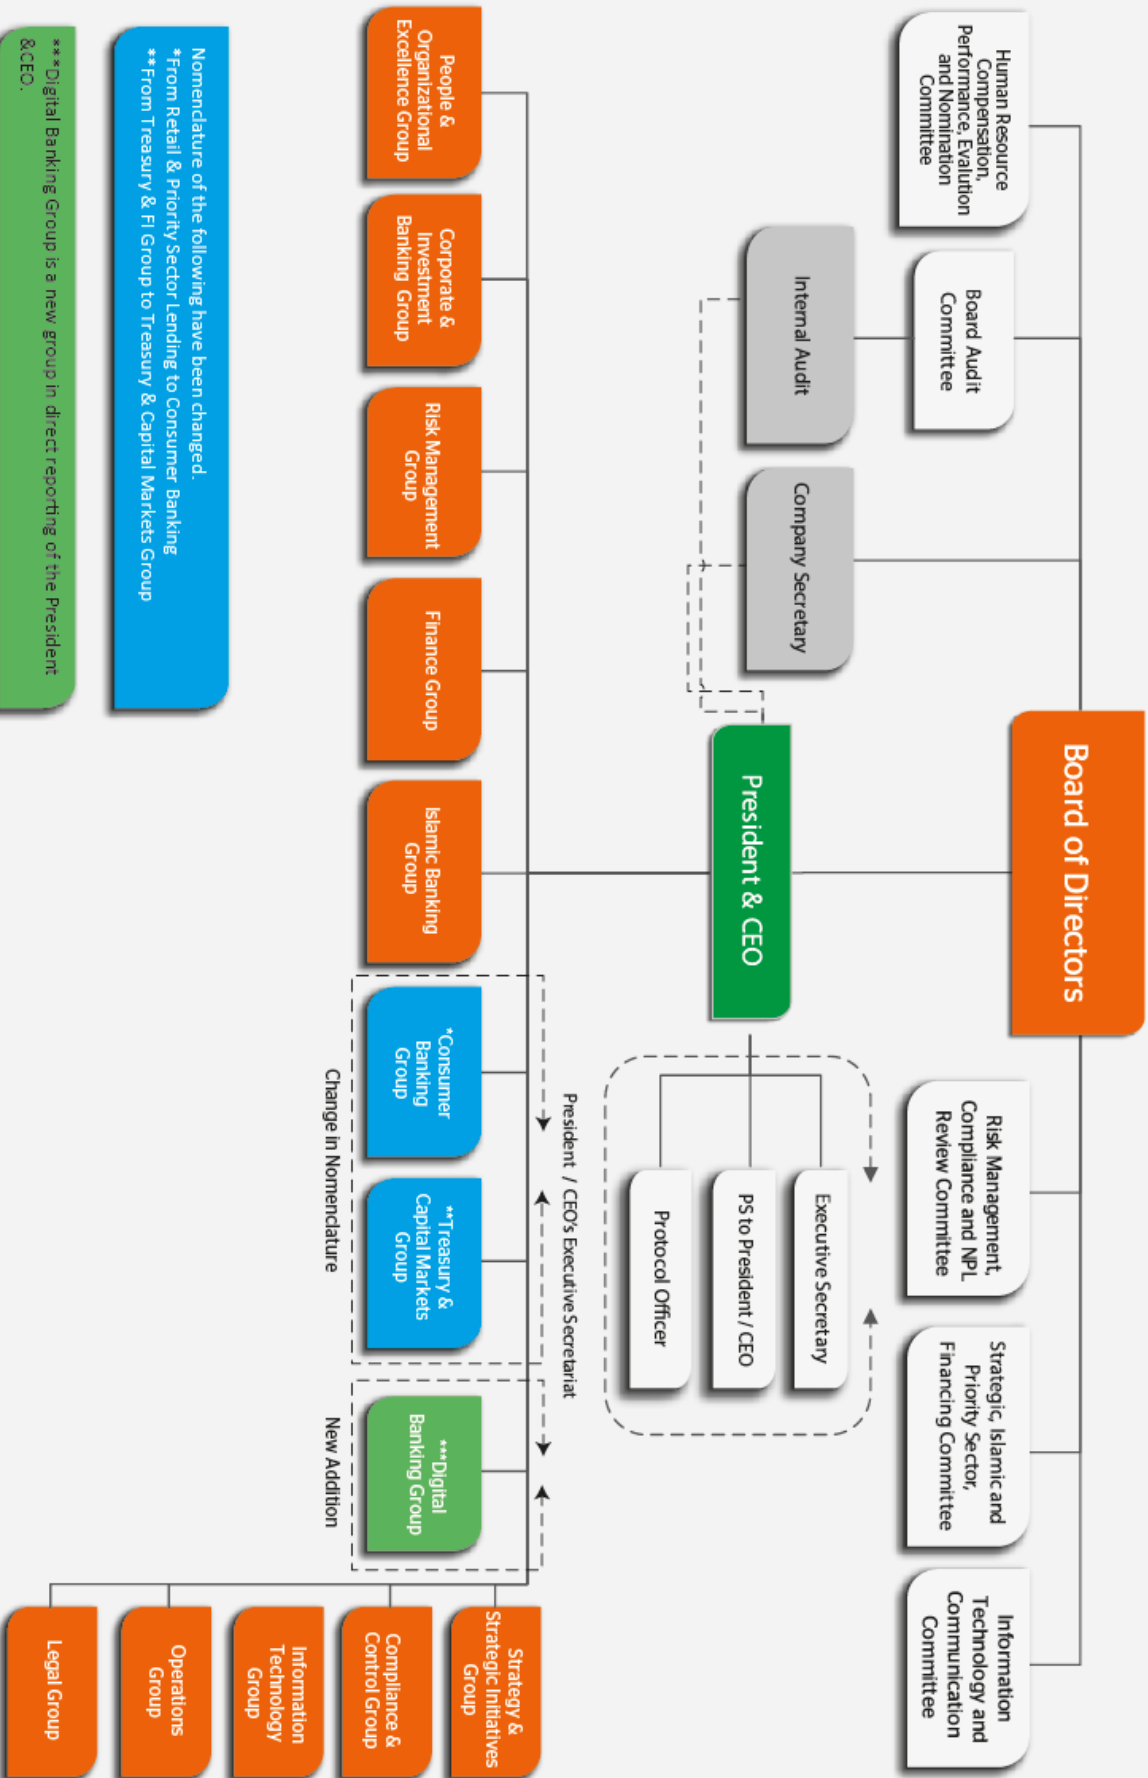 Board of Directors
Human Resource
Compensation,
Performance, Evalution
and Nomination
Committee
Board Audit
Committee
Risk Management,
Compliance and NPL
Review Committee
Strategic, Islamic and
Priority Sector,
Financing Committee
Information
Technology and
Communication
Committee
Internal Audit
Company Secretary
President & CEO
Executive Secretary
PS to President / CEO
Protocol Officer
President / CEO's Executive Secretariat
People &
Organizational
Excellence Group
Corporate &
Investment
Banking Group
Risk Management
Group
Finance Group
Islamic Banking
Group
*Consumer
Banking
Group
**Treasury &
Capital Markets
Group
***Digital
Banking Group
Change in Nomenclature
New Addition
Strategy &
Strategic Initiatives
Group
Compliance &
Control Group
Information
Technology
Group
Operations
Group
Legal Group
Nomenclature of the following have been changed.
*From Retail & Priority Sector Lending to Consumer Banking
**From Treasury & FI Group to Treasury & Capital Markets Group
***Digital Banking Group is a new group in direct reporting of the President
&CEO.